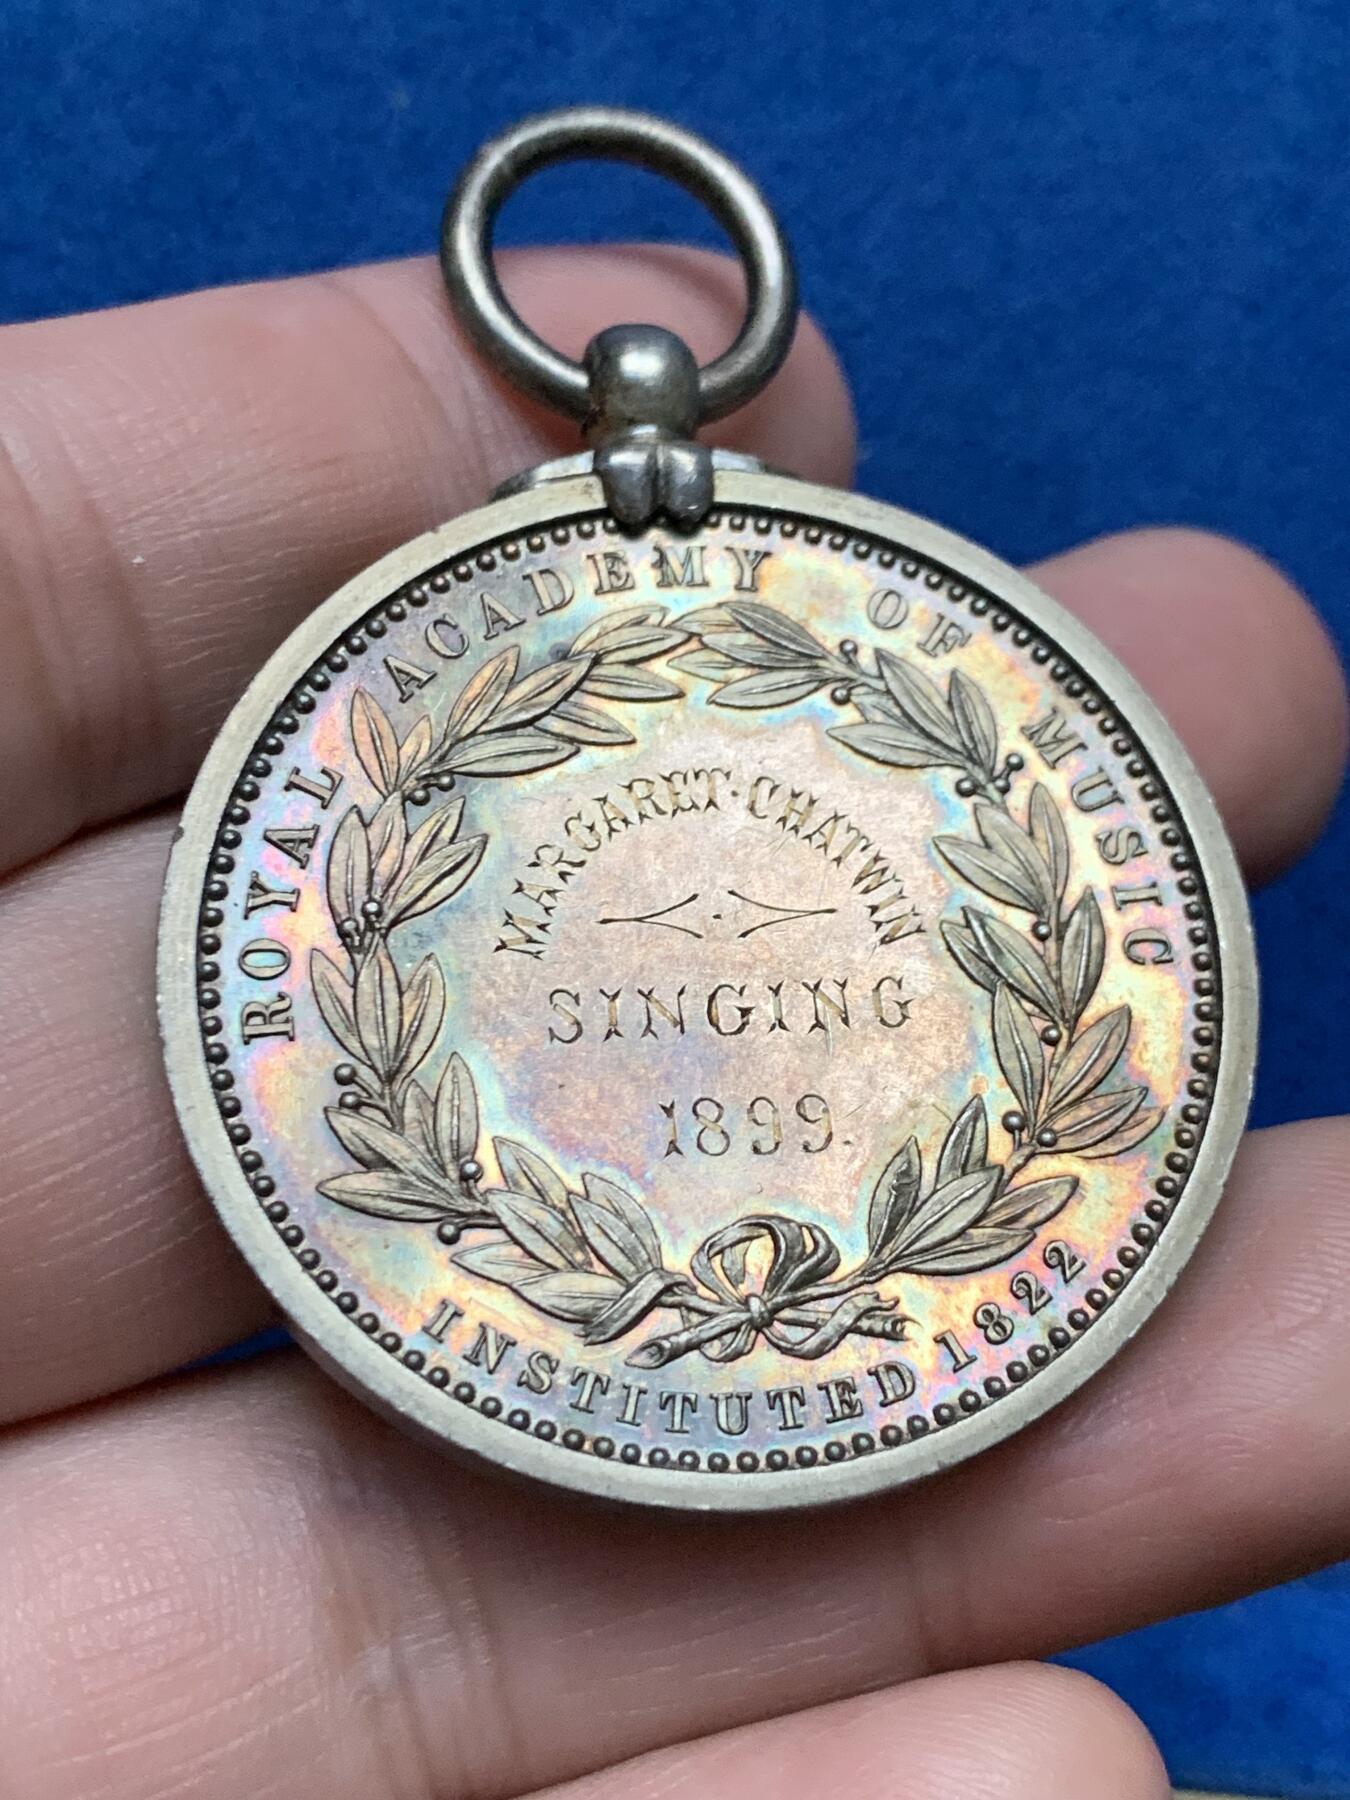 ROYAL ACADEMY OF MUSIC
MARGARET·CHATWIN
SINGING
1899.
INSTITUTED 1822